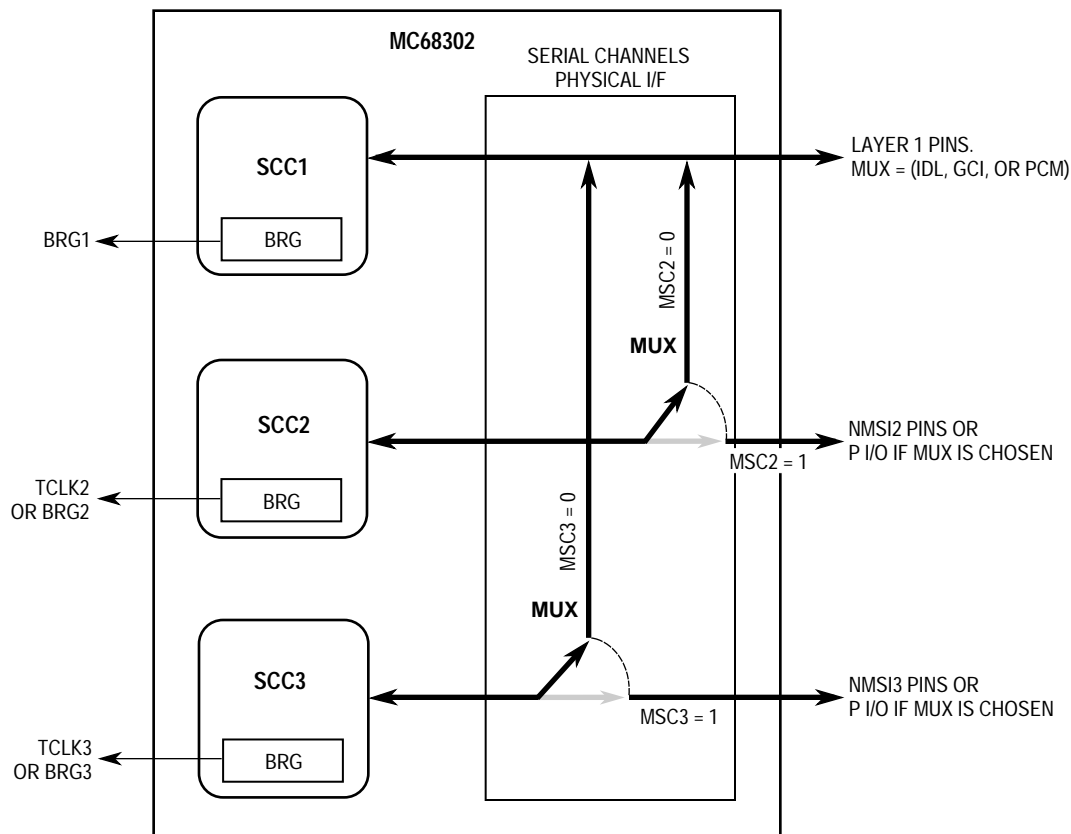 MC68302
SERIAL CHANNELS
PHYSICAL I/F
SCC1
LAYER 1 PINS.
MUX = (IDL, GCI, OR PCM)
BRG1
BRG
MSC2 = 0
MUX
SCC2
NMSI2 PINS OR
P I/O IF MUX IS CHOSEN
MSC2 = 1
TCLK2
OR BRG2
BRG
MSC3 = 0
MUX
SCC3
NMSI3 PINS OR
P I/O IF MUX IS CHOSEN
MSC3 = 1
TCLK3
OR BRG3
BRG